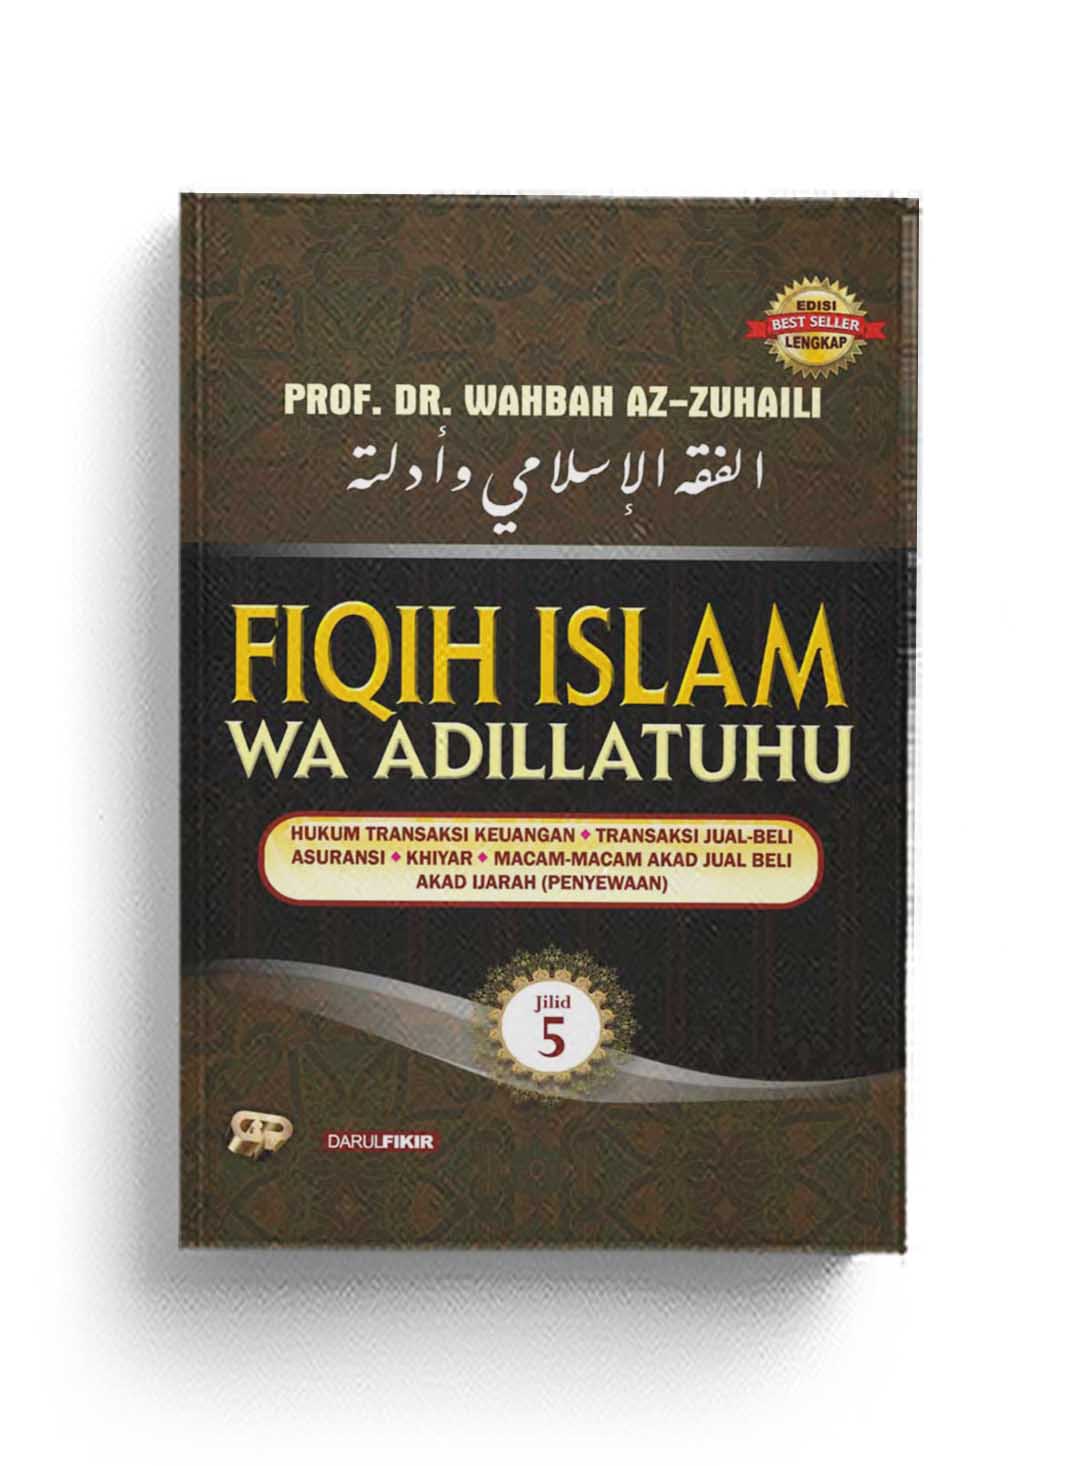 EDISI
BEST SELLER
LENGKAP
PROF. DR. WAHBAH AZ-ZUHAILI
الفقه الإسلامي وأدلته
FIQIH ISLAM
WA ADILLATUHU
HUKUM TRANSAKSI KEUANGAN ◆ TRANSAKSI JUAL-BELI
ASURANSI ◆ KHIYAR ◆ MACAM-MACAM AKAD JUAL BELI
AKAD IJARAH (PENYEWAAN)
Jilid
5
DARULFIKIR